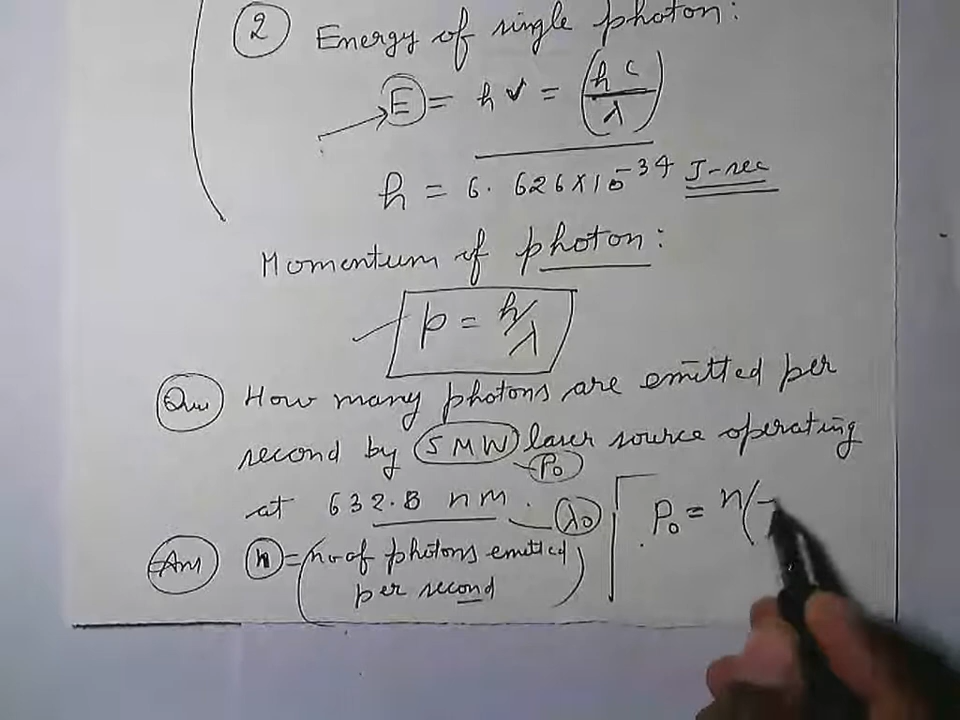 ② Energy of single photon:
E = hν = (hc/λ)
h = 6.626×10⁻³⁴ J-sec
Momentum of photon:
p = h/λ
Qus How many photons are emitted per
second by 5 MW laser source operating
P₀
at 632.8 nm. λ₀
Ans n = (no of photons emitted
per second)
P₀ = n(